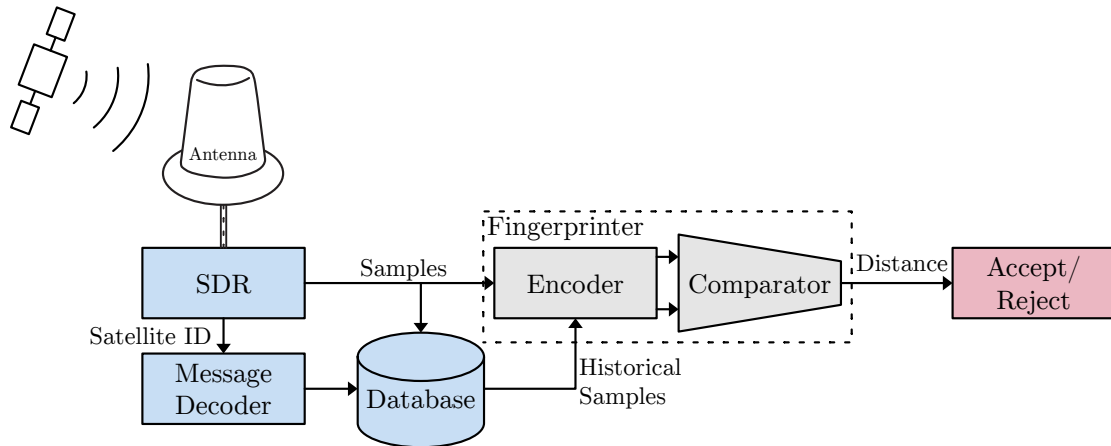 Antenna
Fingerprinter
SDR
Samples
Encoder
Comparator
Distance
Accept/
Reject
Satellite ID
Message
Decoder
Database
Historical
Samples